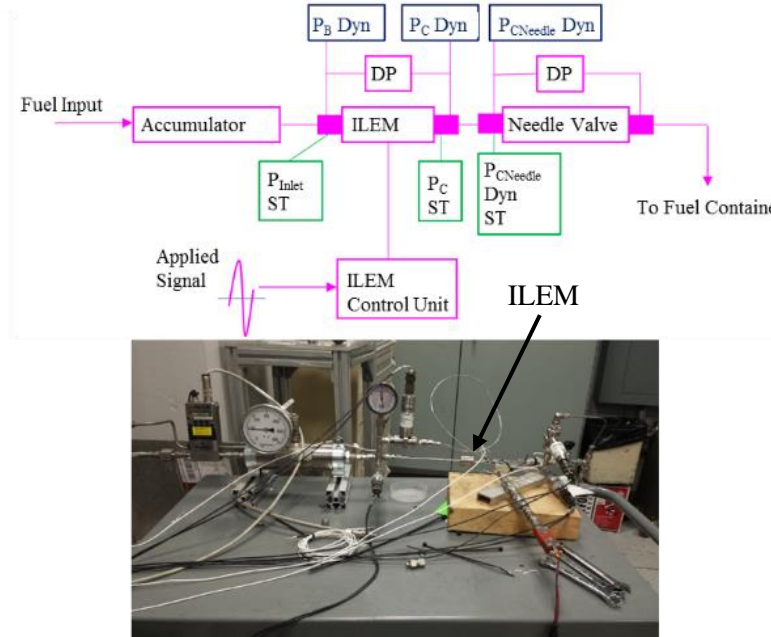 P_B Dyn
P_C Dyn
P_CNeedle Dyn
DP
DP
Fuel Input
Accumulator
ILEM
Needle Valve
P_Inlet
ST
P_C
ST
P_CNeedle
Dyn
ST
To Fuel Containe
Applied
Signal
ILEM
Control Unit
ILEM